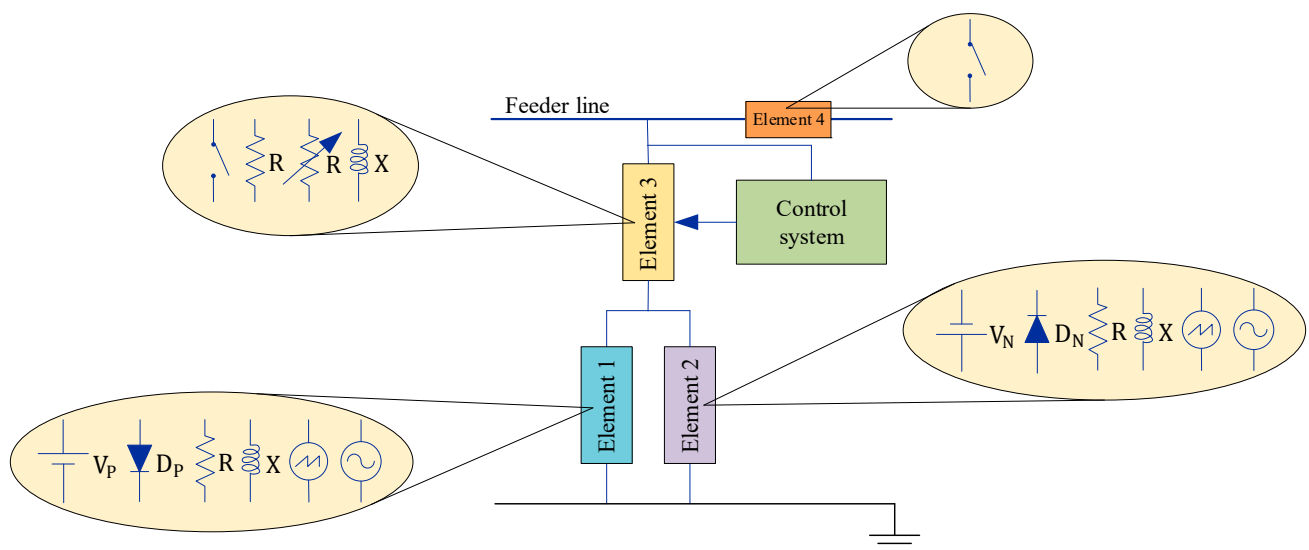 Feeder line
Element 4
R
R
X
Element 3
Control
system
V_N
D_N
R
X
Element 1
Element 2
V_P
D_P
R
X